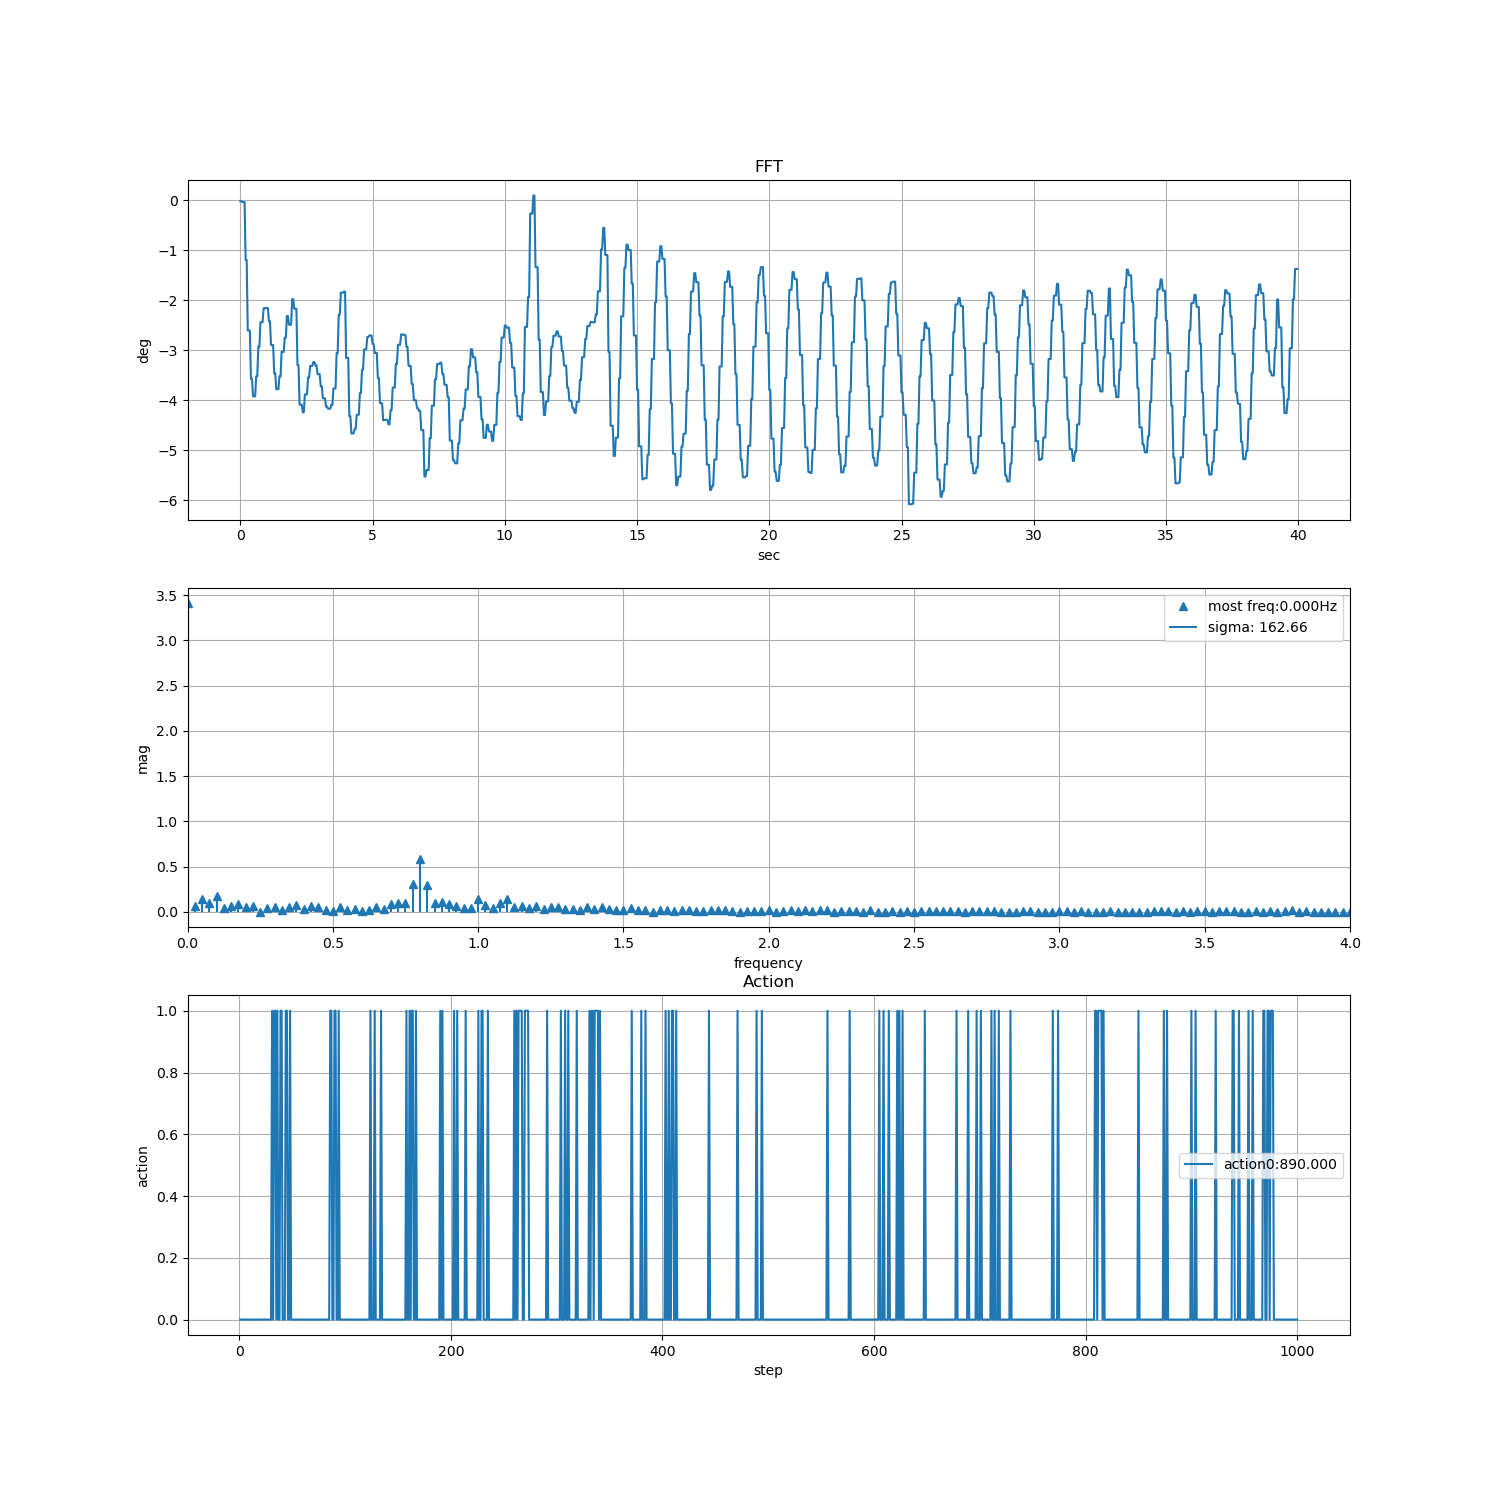 FFT
0
−1
−2
−3
−4
−5
−6
deg
0 5 10 15 20 25 30 35 40
sec
3.5
3.0
2.5
2.0
1.5
1.0
0.5
0.0
mag
most freq:0.000Hz
sigma: 162.66
0.0 0.5 1.0 1.5 2.0 2.5 3.0 3.5 4.0
frequency
Action
1.0
0.8
0.6
0.4
0.2
0.0
action
action0:890.000
0 200 400 600 800 1000
step